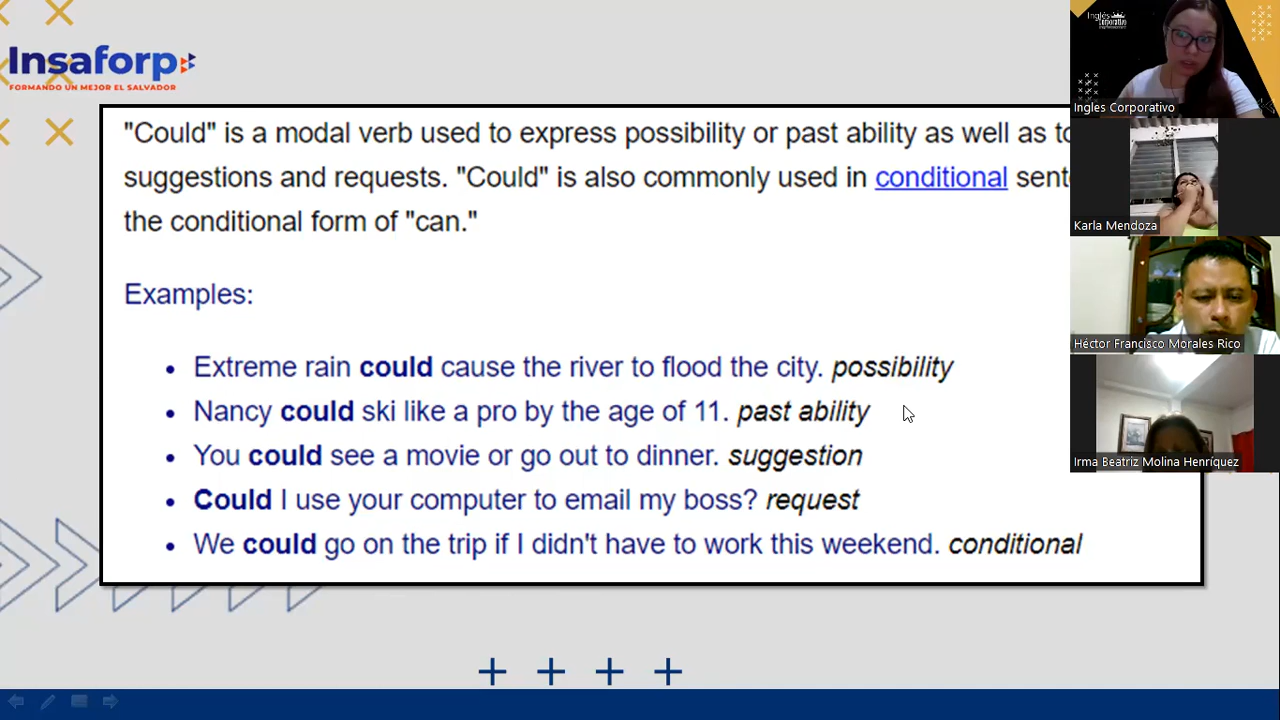 Insaforp
FORMANDO UN MEJOR EL SALVADOR
"Could" is a modal verb used to express possibility or past ability as well as to
suggestions and requests. "Could" is also commonly used in conditional sent
the conditional form of "can."
Examples:
Extreme rain could cause the river to flood the city. possibility
Nancy could ski like a pro by the age of 11. past ability
You could see a movie or go out to dinner. suggestion
Could I use your computer to email my boss? request
We could go on the trip if I didn't have to work this weekend. conditional
Inglés
Corporativo
Ingles Corporativo
Karla Mendoza
Héctor Francisco Morales Rico
Irma Beatriz Molina Henríquez